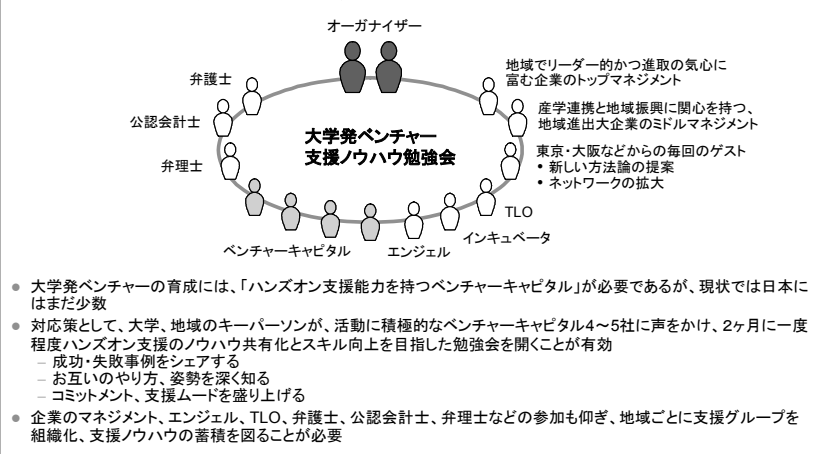 オーガナイザー
弁護士
公認会計士
弁理士
大学発ベンチャー
支援ノウハウ勉強会
地域でリーダー的かつ進取の気心に
富む企業のトップマネジメント
産学連携と地域振興に関心を持つ、
地域進出大企業のミドルマネジメント
東京・大阪などからの毎回のゲスト
• 新しい方法論の提案
• ネットワークの拡大
TLO
インキュベータ
エンジェル
ベンチャーキャピタル
● 大学発ベンチャーの育成には、「ハンズオン支援能力を持つベンチャーキャピタル」が必要であるが、現状では日本に
はまだ少数
● 対応策として、大学、地域のキーパーソンが、活動に積極的なベンチャーキャピタル4～5社に声をかけ、2ヶ月に一度
程度ハンズオン支援のノウハウ共有化とスキル向上を目指した勉強会を開くことが有効
– 成功・失敗事例をシェアする
– お互いのやり方、姿勢を深く知る
– コミットメント、支援ムードを盛り上げる
● 企業のマネジメント、エンジェル、TLO、弁護士、公認会計士、弁理士などの参加も仰ぎ、地域ごとに支援グループを
組織化、支援ノウハウの蓄積を図ることが必要